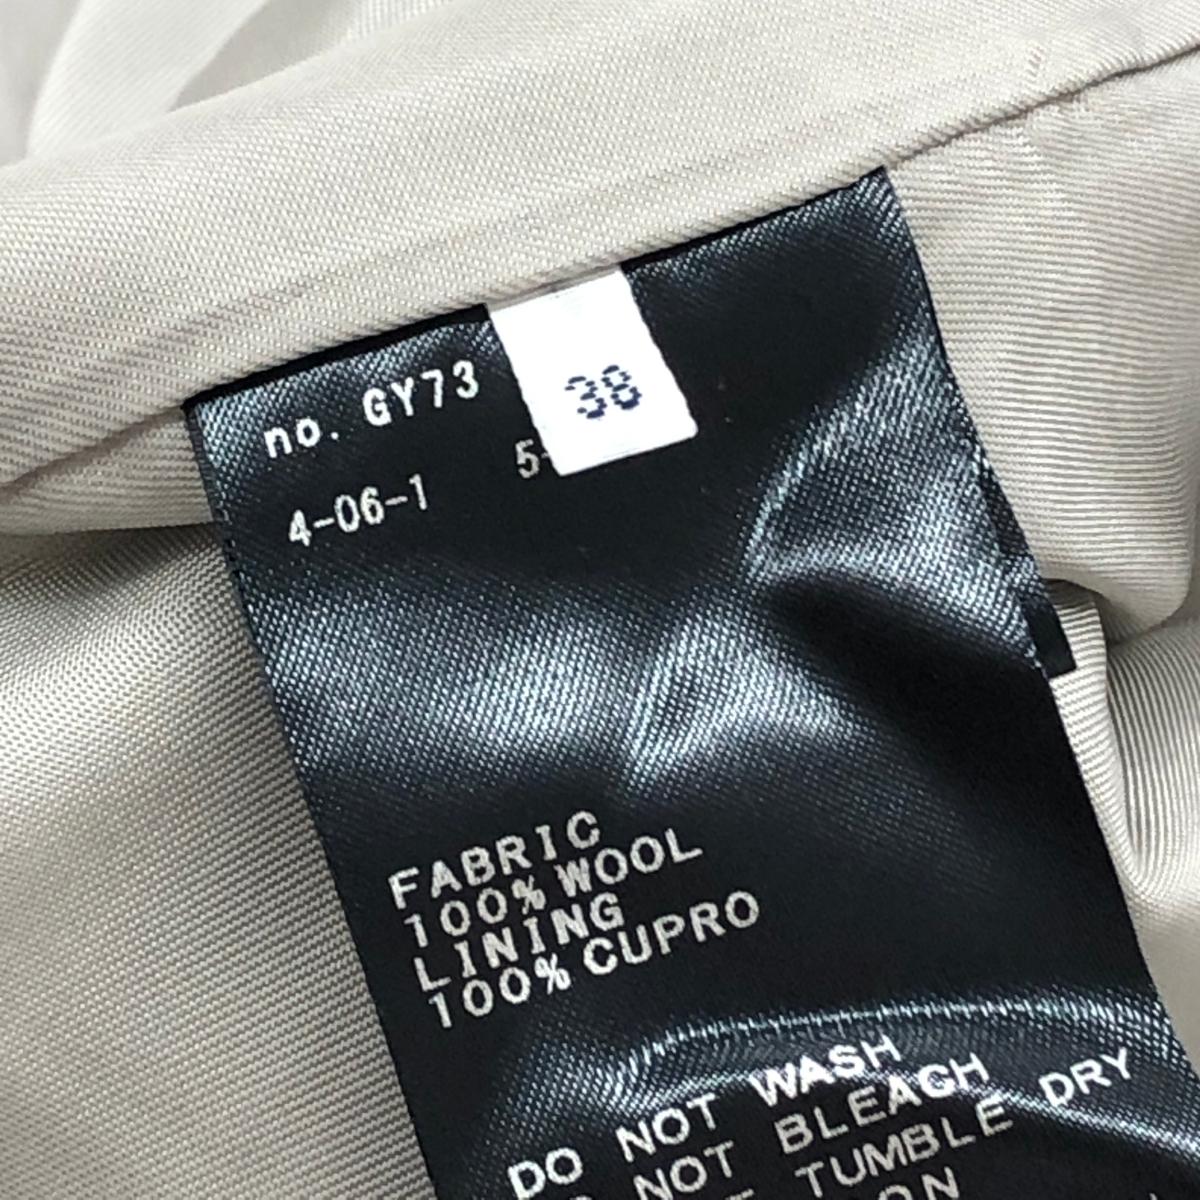 no. GY73
38
4-06-1 5-
FABRIC
100% WOOL
LINING
100% CUPRO
DO NOT WASH
NOT BLEACH
TUMBLE DRY